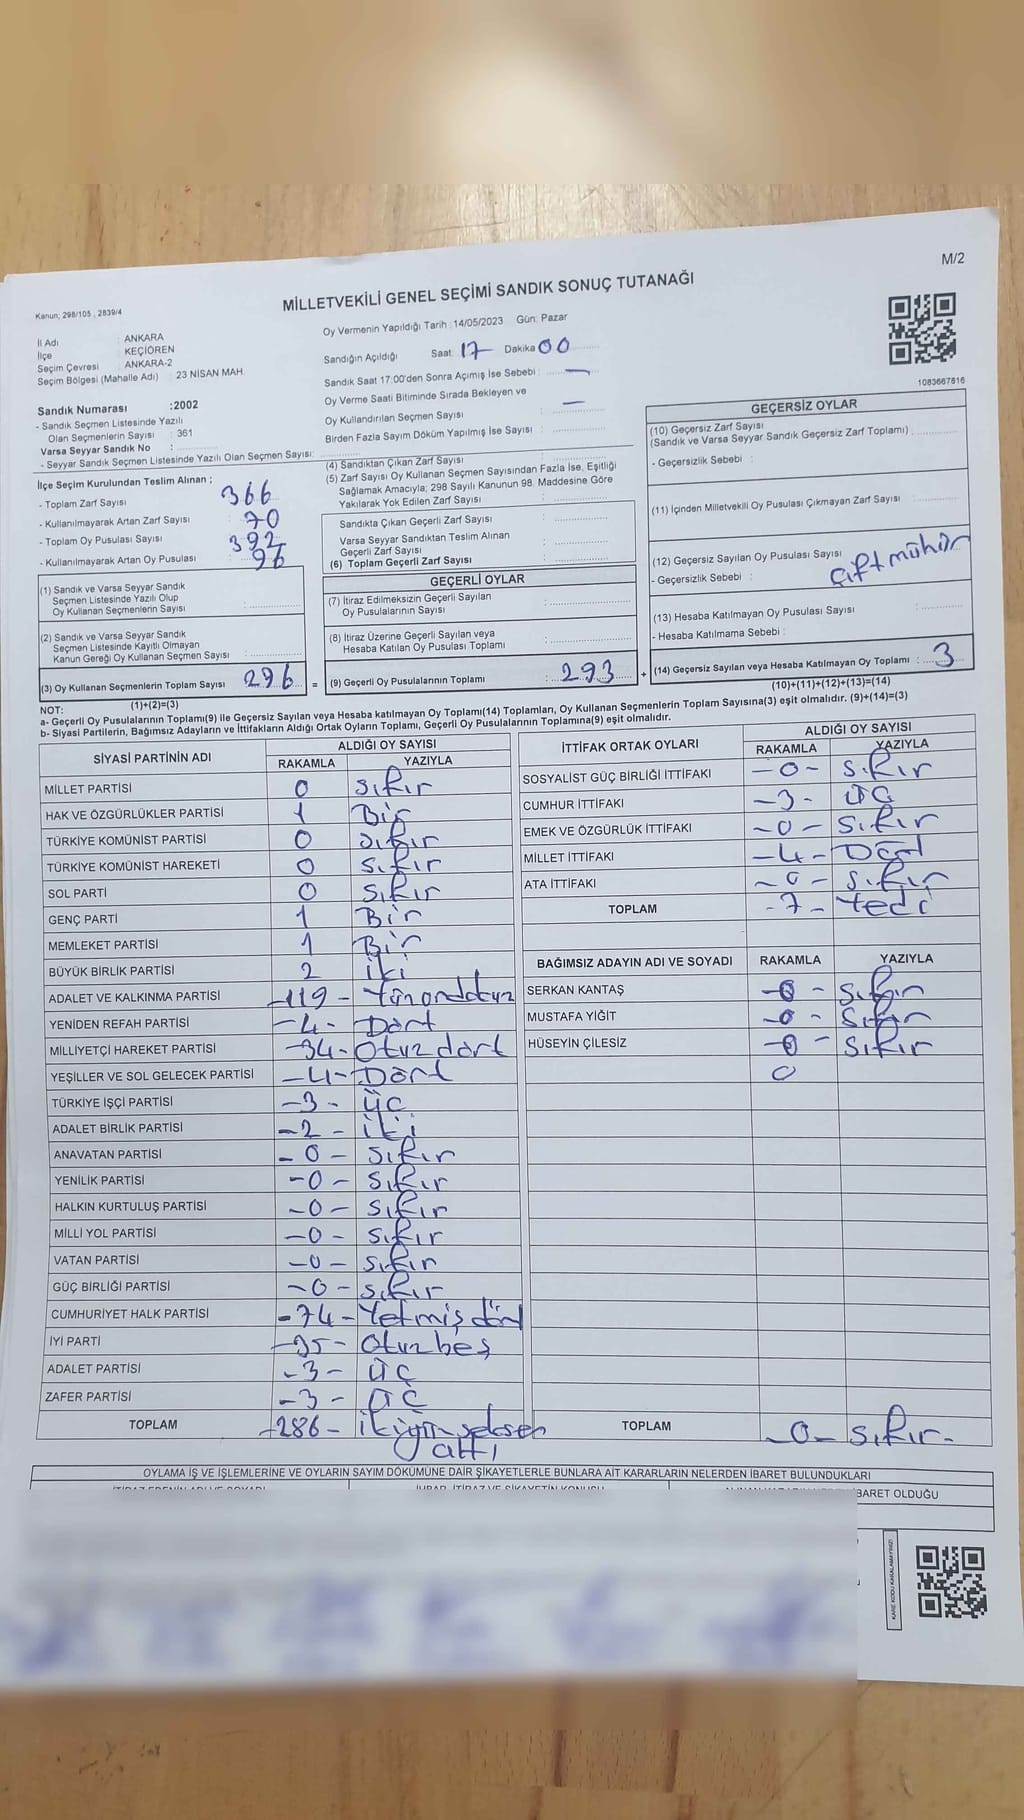 M/2
MİLLETVEKİLİ GENEL SEÇİMİ SANDIK SONUÇ TUTANAĞI
Kanun; 298/105 , 2839/4
İl Adı : ANKARA
İlçe : KEÇİÖREN
Seçim Çevresi : ANKARA-2
Seçim Bölgesi (Mahalle Adı) : 23 NİSAN MAH.
Sandık Numarası :2002
- Sandık Seçmen Listesinde Yazılı
Olan Seçmenlerin Sayısı : 361
Varsa Seyyar Sandık No :
- Seyyar Sandık Seçmen Listesinde Yazılı Olan Seçmen Sayısı:
Oy Vermenin Yapıldığı Tarih :14/05/2023 Gün: Pazar
Sandığın Açıldığı Saat: 17 Dakika 00
Sandık Saat 17:00'den Sonra Açımış İse Sebebi : —
Oy Verme Saati Bitiminde Sırada Bekleyen ve
Oy Kullandırılan Seçmen Sayısı : —
Birden Fazla Sayım Döküm Yapılmış İse Sayısı :
1083667816
İlçe Seçim Kurulundan Teslim Alınan ;
- Toplam Zarf Sayısı : 366
- Kullanılmayarak Artan Zarf Sayısı : 70
- Toplam Oy Pusulası Sayısı : 392
- Kullanılmayarak Artan Oy Pusulası : 96
(1) Sandık ve Varsa Seyyar Sandık
Seçmen Listesinde Yazılı Olup
Oy Kullanan Seçmenlerin Sayısı :
(2) Sandık ve Varsa Seyyar Sandık
Seçmen Listesinde Kayıtlı Olmayan
Kanun Gereği Oy Kullanan Seçmen Sayısı :
(3) Oy Kullanan Seçmenlerin Toplam Sayısı 296 =
(1)+(2)=(3)
(4) Sandıktan Çıkan Zarf Sayısı :
(5) Zarf Sayısı Oy Kullanan Seçmen Sayısından Fazla İse, Eşitliği
Sağlamak Amacıyla; 298 Sayılı Kanunun 98. Maddesine Göre
Yakılarak Yok Edilen Zarf Sayısı :
Sandıkta Çıkan Geçerli Zarf Sayısı :
Varsa Seyyar Sandıktan Teslim Alınan
Geçerli Zarf Sayısı :
(6) Toplam Geçerli Zarf Sayısı :
GEÇERLİ OYLAR
(7) İtiraz Edilmeksizin Geçerli Sayılan
Oy Pusulalarının Sayısı :
(8) İtiraz Üzerine Geçerli Sayılan veya
Hesaba Katılan Oy Pusulası Toplamı :
(9) Geçerli Oy Pusulalarının Toplamı : 293 +
GEÇERSİZ OYLAR
(10) Geçersiz Zarf Sayısı
(Sandık ve Varsa Seyyar Sandık Geçersiz Zarf Toplamı) :
- Geçersizlik Sebebi :
(11) İçinden Milletvekili Oy Pusulası Çıkmayan Zarf Sayısı :
(12) Geçersiz Sayılan Oy Pusulası Sayısı :
- Geçersizlik Sebebi : çift mühür
(13) Hesaba Katılmayan Oy Pusulası Sayısı :
- Hesaba Katılmama Sebebi :
(14) Geçersiz Sayılan veya Hesaba Katılmayan Oy Toplamı : 3
(10)+(11)+(12)+(13)=(14)
NOT:
a- Geçerli Oy Pusulalarının Toplamı(9) ile Geçersiz Sayılan veya Hesaba katılmayan Oy Toplamı(14) Toplamları, Oy Kullanan Seçmenlerin Toplam Sayısına(3) eşit olmalıdır. (9)+(14)=(3)
b- Siyasi Partilerin, Bağımsız Adayların ve İttifakların Aldığı Ortak Oyların Toplamı, Geçerli Oy Pusulalarının Toplamına(9) eşit olmalıdır.
SİYASİ PARTİNİN ADI ALDIĞI OY SAYISI
RAKAMLA YAZIYLA
MİLLET PARTİSİ 0 sıfır
HAK VE ÖZGÜRLÜKLER PARTİSİ 1 Bir
TÜRKİYE KOMÜNİST PARTİSİ 0 sıfır
TÜRKİYE KOMÜNİST HAREKETİ 0 sıfır
SOL PARTİ 0 sıfır
GENÇ PARTİ 1 Bir
MEMLEKET PARTİSİ 1 Bir
BÜYÜK BİRLİK PARTİSİ 2 iki
ADALET VE KALKINMA PARTİSİ -119-
YENİDEN REFAH PARTİSİ -4- Dört
MİLLİYETÇİ HAREKET PARTİSİ -34- Otuzdört
YEŞİLLER VE SOL GELECEK PARTİSİ -4- Dört
TÜRKİYE İŞÇİ PARTİSİ -3- üç
ADALET BİRLİK PARTİSİ -2- iki
ANAVATAN PARTİSİ -0- sıfır
YENİLİK PARTİSİ -0- sıfır
HALKIN KURTULUŞ PARTİSİ -0- sıfır
MİLLİ YOL PARTİSİ -0- sıfır
VATAN PARTİSİ -0- sıfır
GÜÇ BİRLİĞİ PARTİSİ -0- sıfır
CUMHURİYET HALK PARTİSİ -74- Yetmiş dört
İYİ PARTİ -35- Otuzbeş
ADALET PARTİSİ -3- üç
ZAFER PARTİSİ -3- üç
TOPLAM -286- ikiyüz seksen
altı
İTTİFAK ORTAK OYLARI ALDIĞI OY SAYISI
RAKAMLA YAZIYLA
SOSYALİST GÜÇ BİRLİĞİ İTTİFAKI -0- sıfır
CUMHUR İTTİFAKI -3- üç
EMEK VE ÖZGÜRLÜK İTTİFAKI -0- sıfır
MİLLET İTTİFAKI -4- Dört
ATA İTTİFAKI -0- sıfır
TOPLAM -7- Yedi
BAĞIMSIZ ADAYIN ADI VE SOYADI RAKAMLA YAZIYLA
SERKAN KANTAŞ -0- sıfır
MUSTAFA YİĞİT -0- sıfır
HÜSEYİN ÇİLESİZ -0- sıfır
0
TOPLAM -0- sıfır-
OYLAMA İŞ VE İŞLEMLERİNE VE OYLARIN SAYIM DÖKÜMÜNE DAİR ŞİKAYETLERLE BUNLARA AİT KARARLARIN NELERDEN İBARET BULUNDUKLARI
İBARET OLDUĞU
KARE KODU KARALAMAYINIZ!